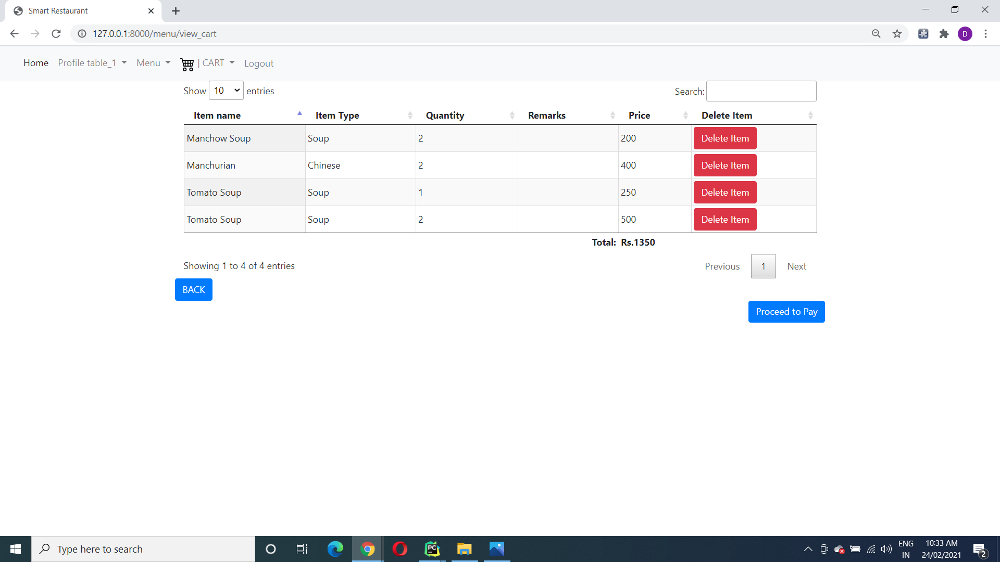 Smart Restaurant
127.0.0.1:8000/menu/view_cart
D
Home Profile table_1 Menu | CART Logout
Show 10 entries Search:
Item name Item Type Quantity Remarks Price Delete Item
Manchow Soup Soup 2 200 Delete Item
Manchurian Chinese 2 400 Delete Item
Tomato Soup Soup 1 250 Delete Item
Tomato Soup Soup 2 500 Delete Item
Total: Rs.1350
Showing 1 to 4 of 4 entries Previous 1 Next
BACK
Proceed to Pay
Type here to search
PC
ENG
IN
10:33 AM
24/02/2021
2